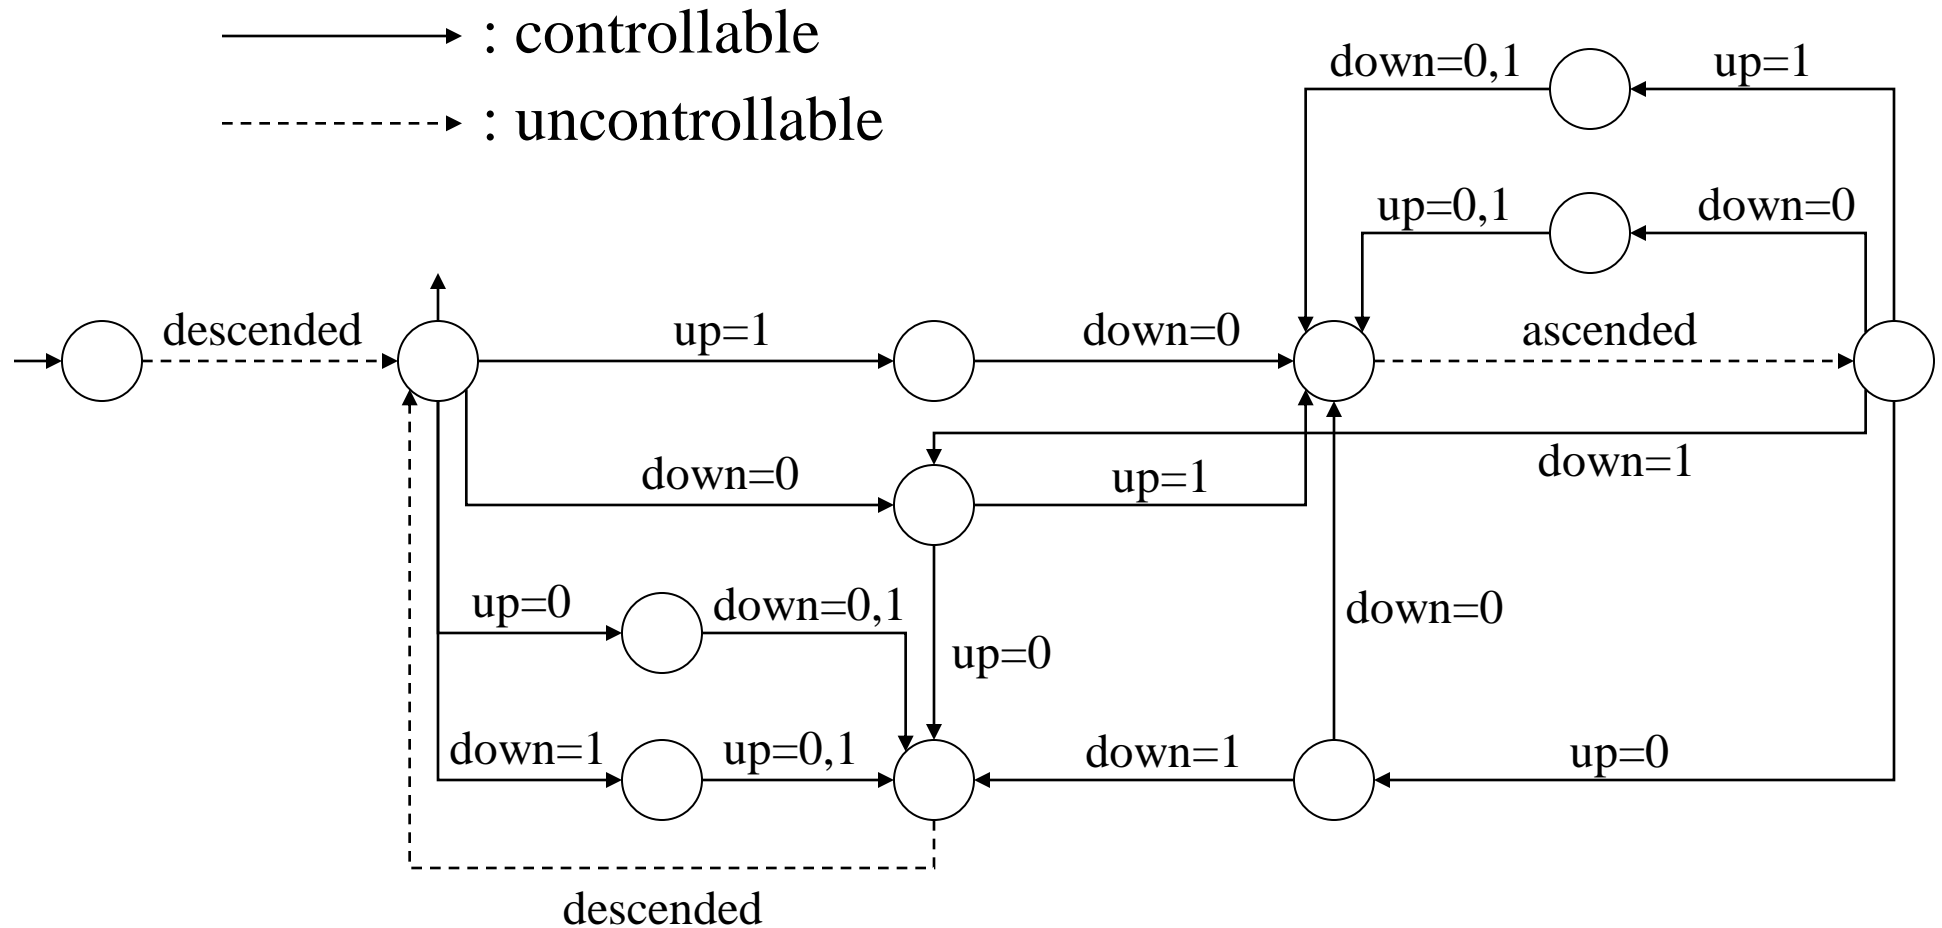 : controllable
: uncontrollable
down=0,1
up=1
up=0,1
down=0
descended
up=1
down=0
ascended
down=1
down=0
up=1
up=0
down=0,1
down=0
up=0
down=1
up=0,1
down=1
up=0
descended